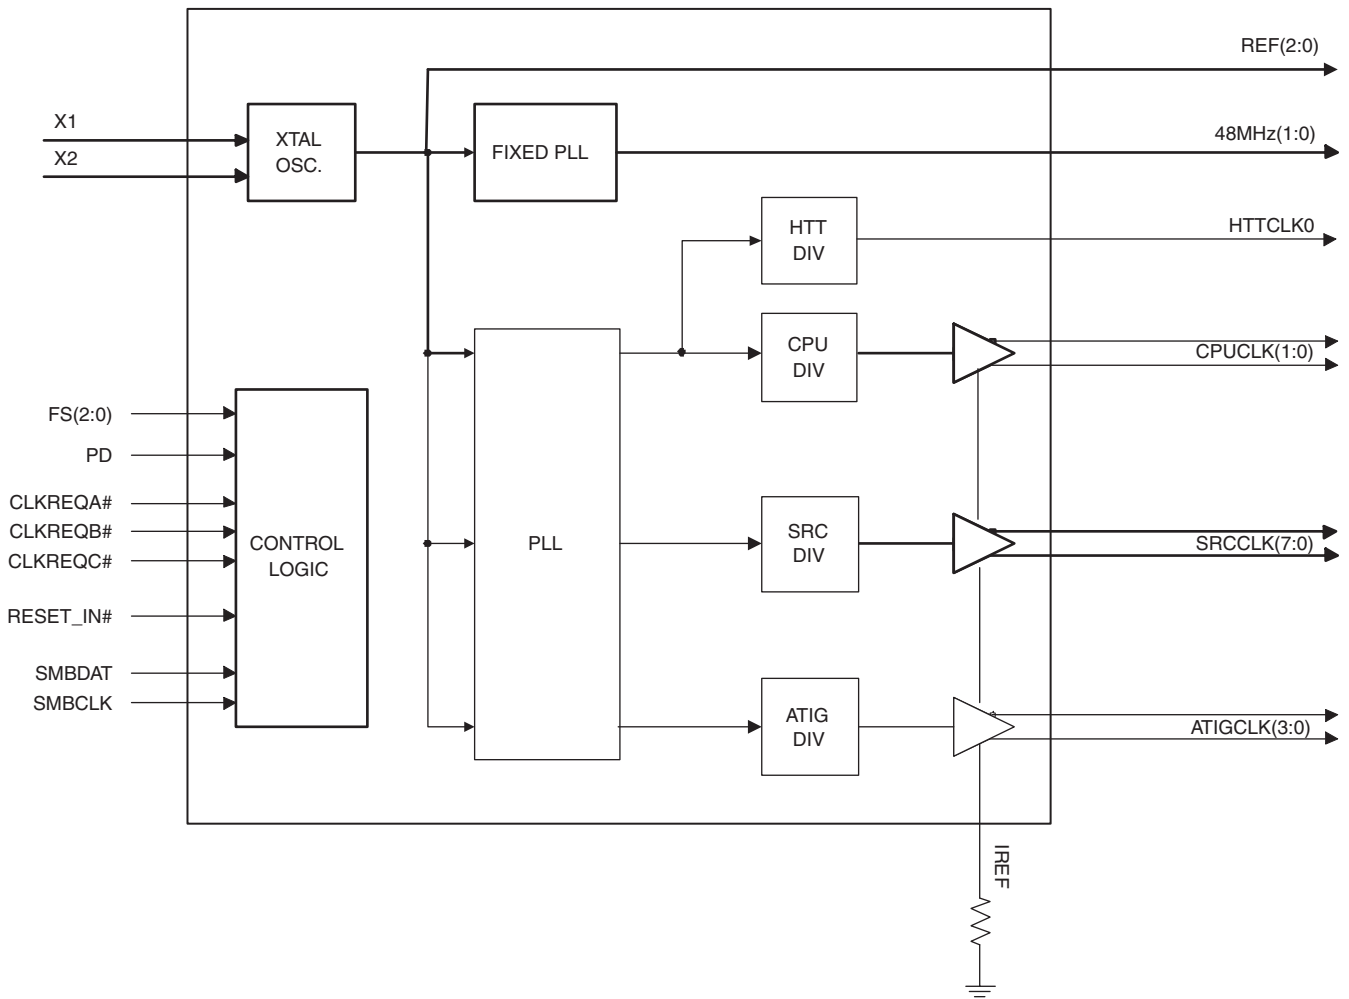 REF(2:0)
X1
X2
XTAL
OSC.
FIXED PLL
48MHz(1:0)
HTT
DIV
HTTCLK0
CPU
DIV
CPUCLK(1:0)
FS(2:0)
PD
CLKREQA#
CLKREQB#
CLKREQC#
RESET_IN#
SMBDAT
SMBCLK
CONTROL
LOGIC
PLL
SRC
DIV
SRCCLK(7:0)
ATIG
DIV
ATIGCLK(3:0)
IREF